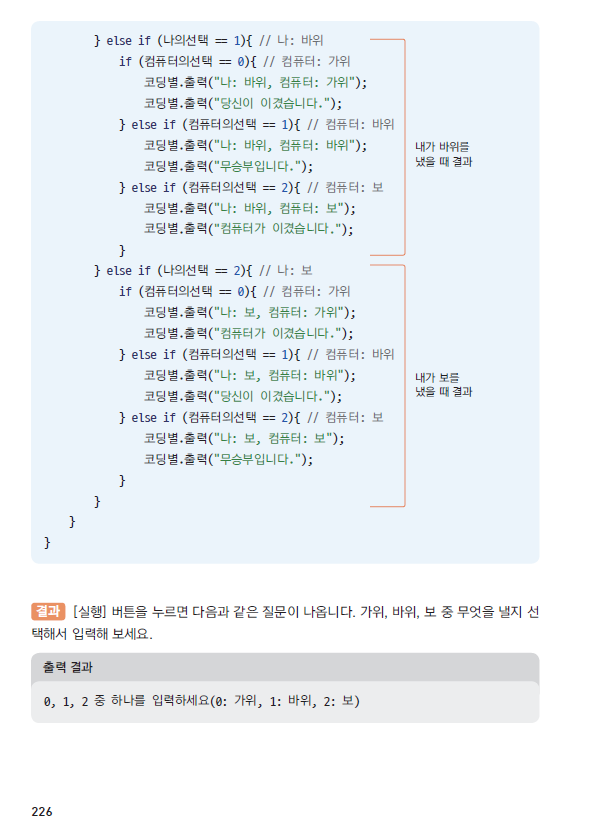 } else if (나의선택 == 1){ // 나: 바위
if (컴퓨터의선택 == 0){ // 컴퓨터: 가위
코딩별.출력("나: 바위, 컴퓨터: 가위");
코딩별.출력("당신이 이겼습니다.");
} else if (컴퓨터의선택 == 1){ // 컴퓨터: 바위
코딩별.출력("나: 바위, 컴퓨터: 바위");
코딩별.출력("무승부입니다.");
} else if (컴퓨터의선택 == 2){ // 컴퓨터: 보
코딩별.출력("나: 바위, 컴퓨터: 보");
코딩별.출력("컴퓨터가 이겼습니다.");
}
내가 바위를
냈을 때 결과
} else if (나의선택 == 2){ // 나: 보
if (컴퓨터의선택 == 0){ // 컴퓨터: 가위
코딩별.출력("나: 보, 컴퓨터: 가위");
코딩별.출력("컴퓨터가 이겼습니다.");
} else if (컴퓨터의선택 == 1){ // 컴퓨터: 바위
코딩별.출력("나: 보, 컴퓨터: 바위");
코딩별.출력("당신이 이겼습니다.");
} else if (컴퓨터의선택 == 2){ // 컴퓨터: 보
코딩별.출력("나: 보, 컴퓨터: 보");
코딩별.출력("무승부입니다.");
}
}
내가 보를
냈을 때 결과
}
}
결과 [실행] 버튼을 누르면 다음과 같은 질문이 나옵니다. 가위, 바위, 보 중 무엇을 낼지 선
택해서 입력해 보세요.
출력 결과
0, 1, 2 중 하나를 입력하세요(0: 가위, 1: 바위, 2: 보)
226